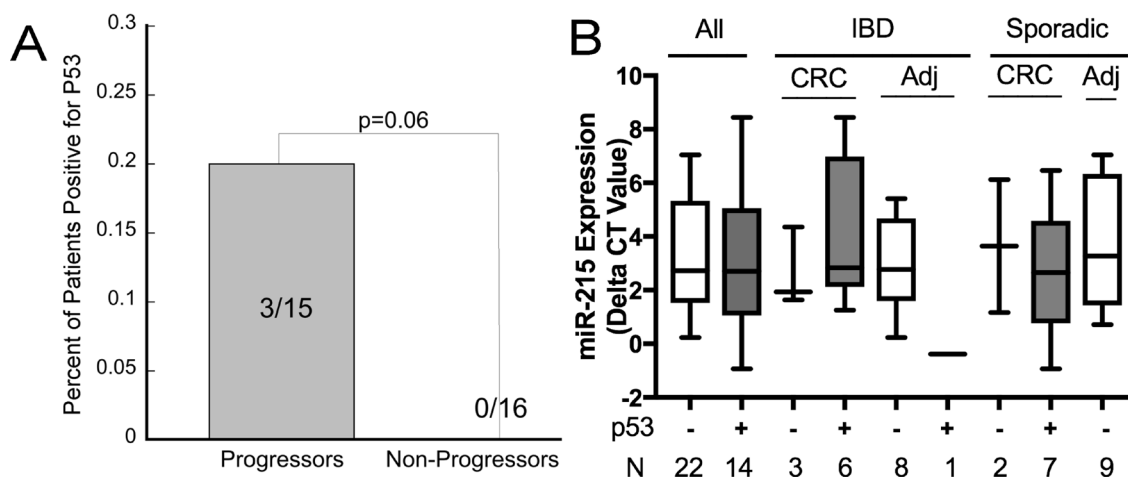 A
Percent of Patients Positive for P53
0.3
0.25
0.2
0.15
0.1
0.05
0
p=0.06
3/15
0/16
Progressors Non-Progressors
B
All IBD Sporadic
CRC Adj CRC Adj
miR-215 Expression
(Delta CT Value)
10
8
6
4
2
0
-2
p53 - + - + - + - + -
N 22 14 3 6 8 1 2 7 9